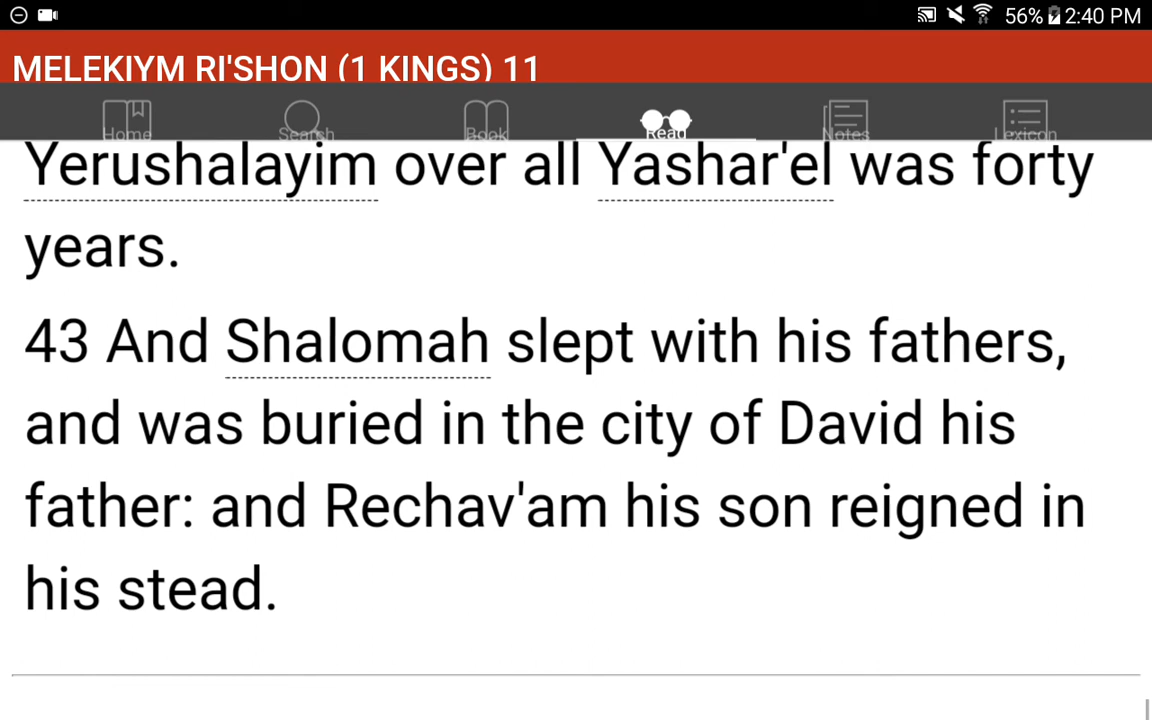 56% 2:40 PM
MELEKIYM RI'SHON (1 KINGS) 11
Home Search Book Read Notes Lexicon
Yerushalayim over all Yashar'el was forty
years.
43 And Shalomah slept with his fathers,
and was buried in the city of David his
father: and Rechav'am his son reigned in
his stead.